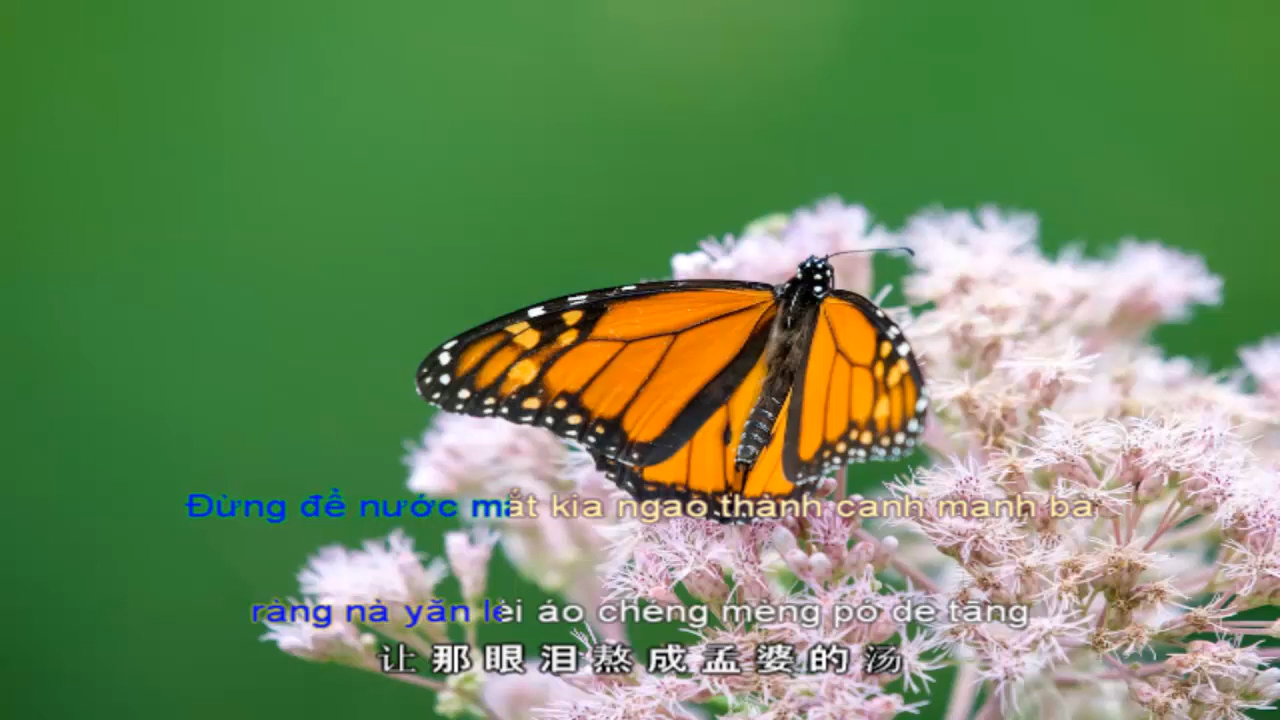 Đừng để nước mắt kia ngao thành canh mạnh bà
ràng nà yǎn lèi áo chéng mèng pó de tāng
让那眼泪熬成孟婆的汤